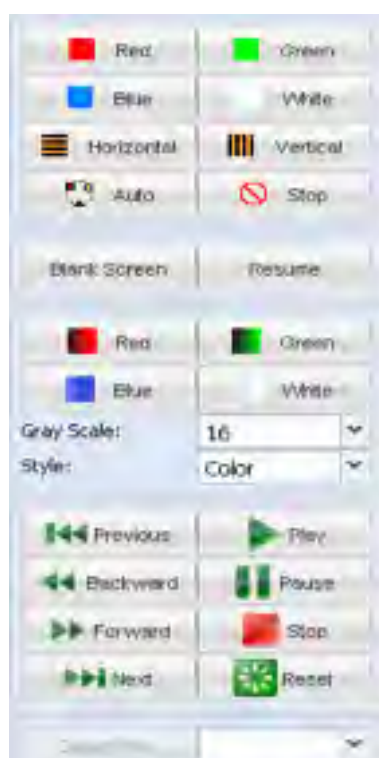 Red Green
Blue White
Horizontal Vertical
Auto Stop
Blank Screen Resume
Red Green
Blue White
Gray Scale: 16
Style: Color
Previous Play
Backward Pause
Forward Stop
Next Reset